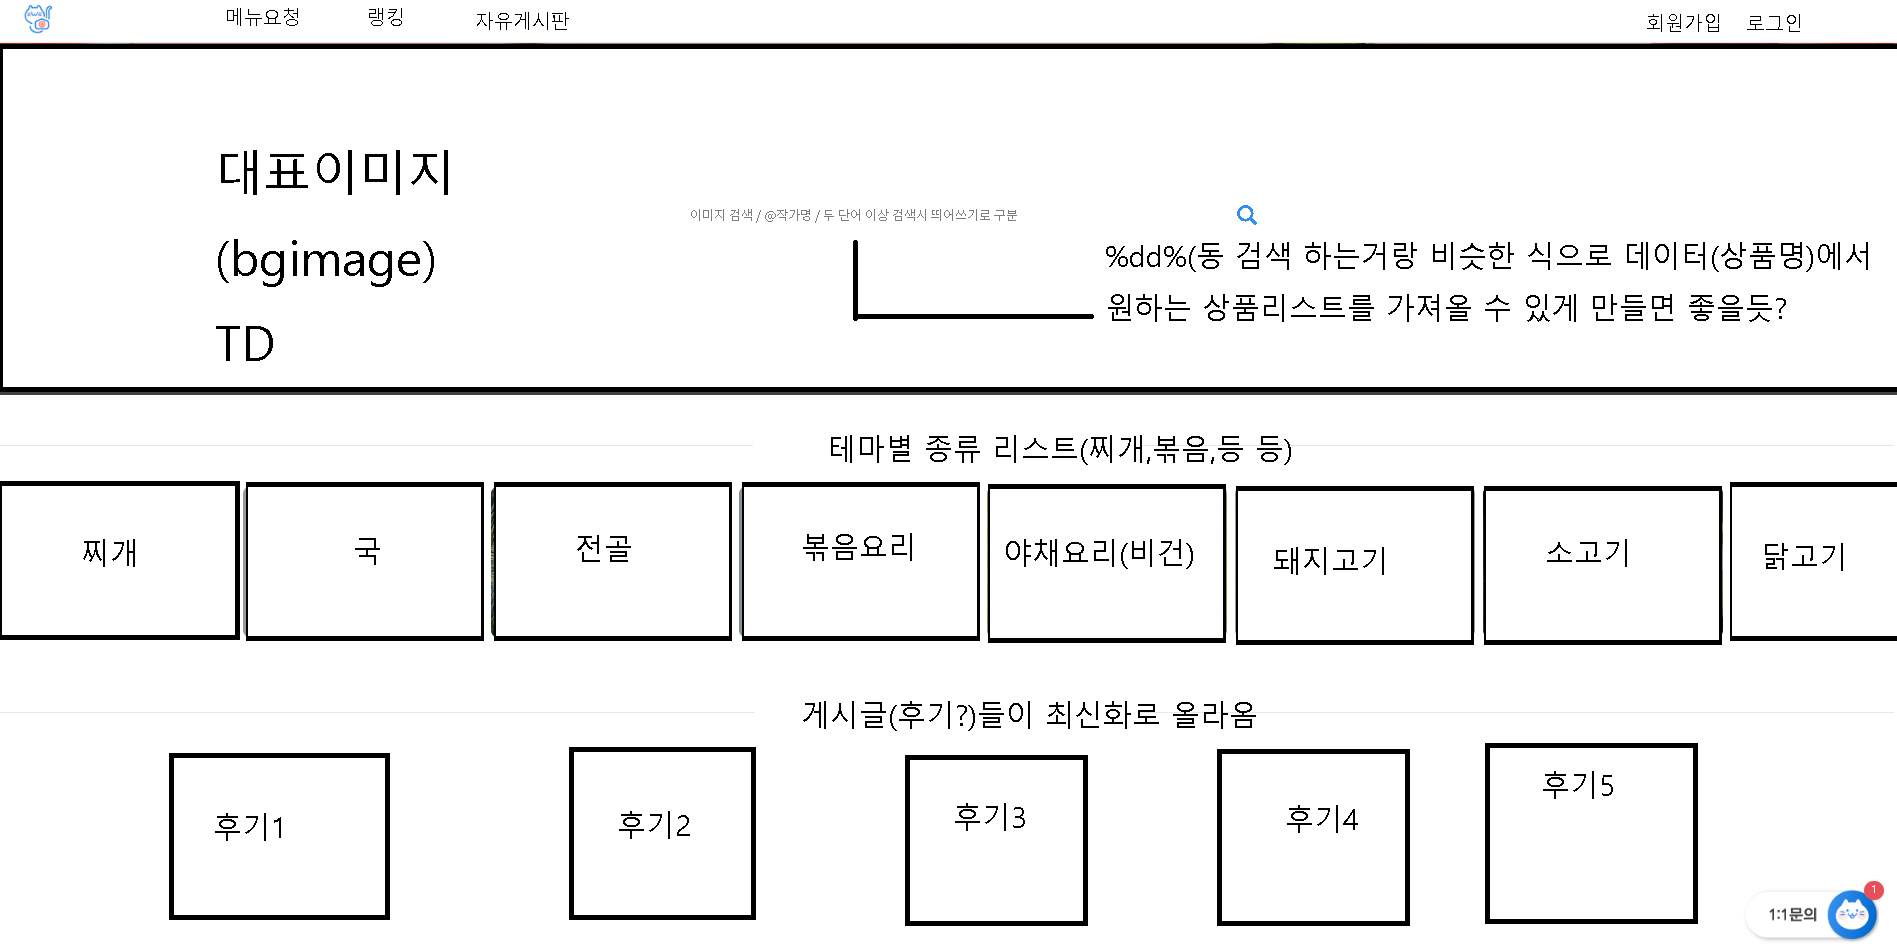 메뉴요청 랭킹 자유게시판 회원가입 로그인
대표이미지
(bgimage)
TD
이미지 검색 / @작가명 / 두 단어 이상 검색시 띄어쓰기로 구분
%dd%(동 검색 하는거랑 비슷한 식으로 데이터(상품명)에서
원하는 상품리스트를 가져올 수 있게 만들면 좋을듯?
테마별 종류 리스트(찌개,볶음,등 등)
찌개 국 전골 볶음요리 야채요리(비건) 돼지고기 소고기 닭고기
게시글(후기?)들이 최신화로 올라옴
후기1 후기2 후기3 후기4 후기5
1:1문의 1